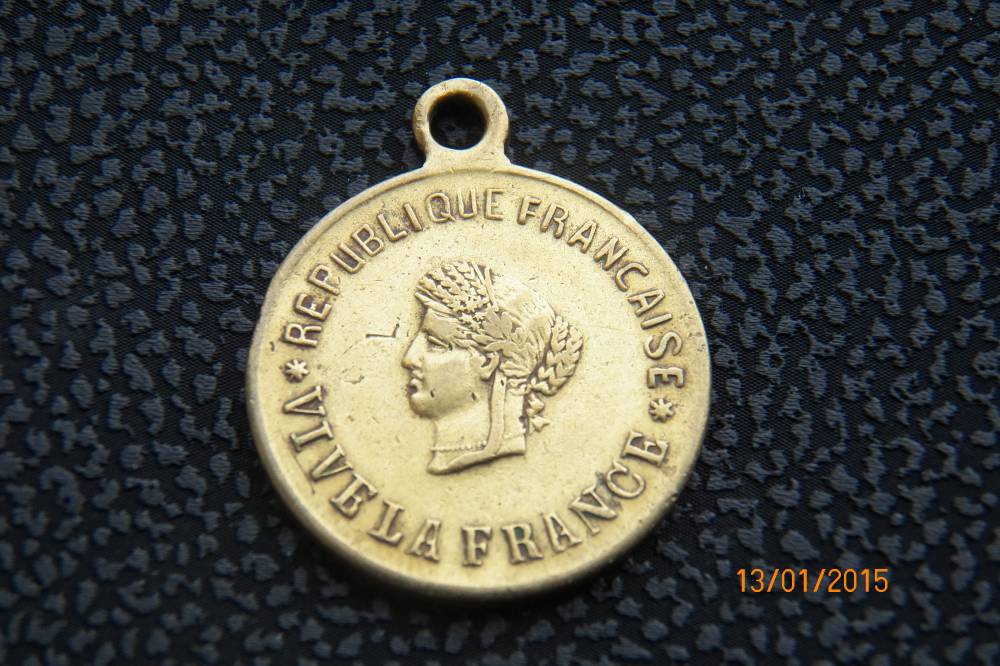 * REPUBLIQUE FRANCAISE *
VIVE LA FRANCE
13/01/2015